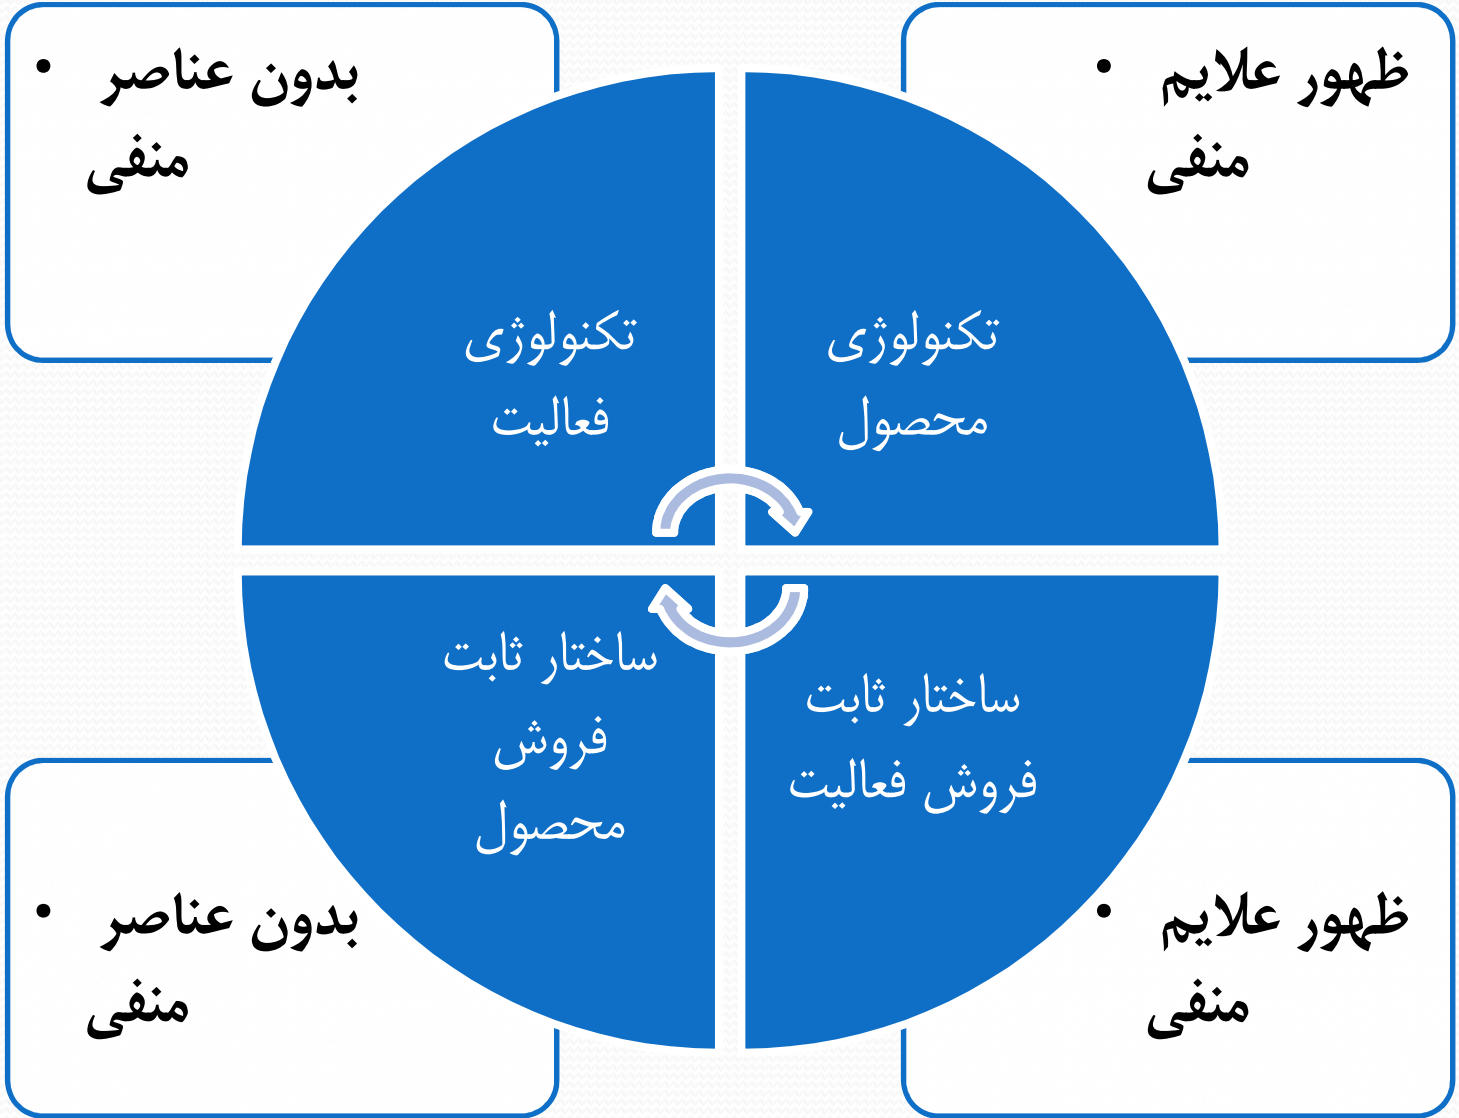 ظهور علایم
منفی
بدون عناصر
منفی
تکنولوژی
محصول
تکنولوژی
فعالیت
ساختار ثابت
فروش فعالیت
ساختار ثابت
فروش
محصول
ظهور علایم
منفی
بدون عناصر
منفی